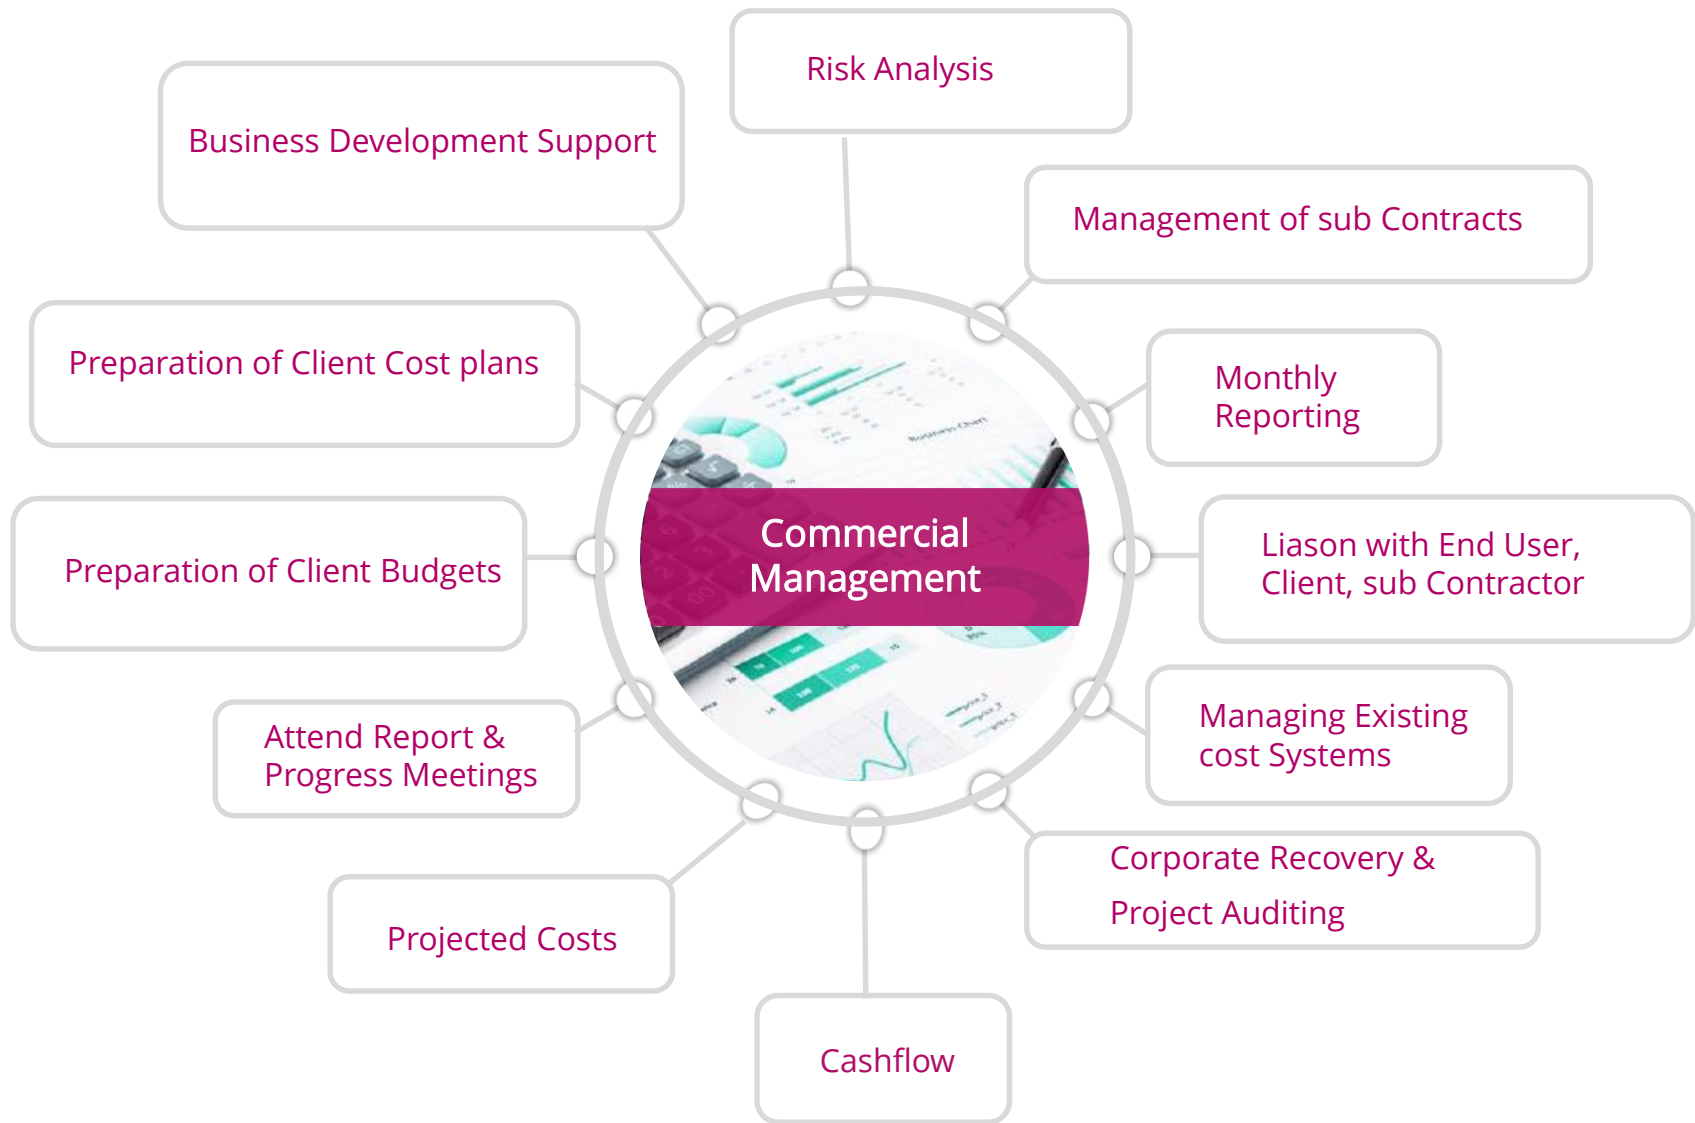 Risk Analysis
Business Development Support
Management of sub Contracts
Preparation of Client Cost plans
Monthly
Reporting
Business Chart
Commercial
Management
Liason with End User,
Client, sub Contractor
Preparation of Client Budgets
Managing Existing
cost Systems
Attend Report &
Progress Meetings
Corporate Recovery &
Project Auditing
Projected Costs
Cashflow